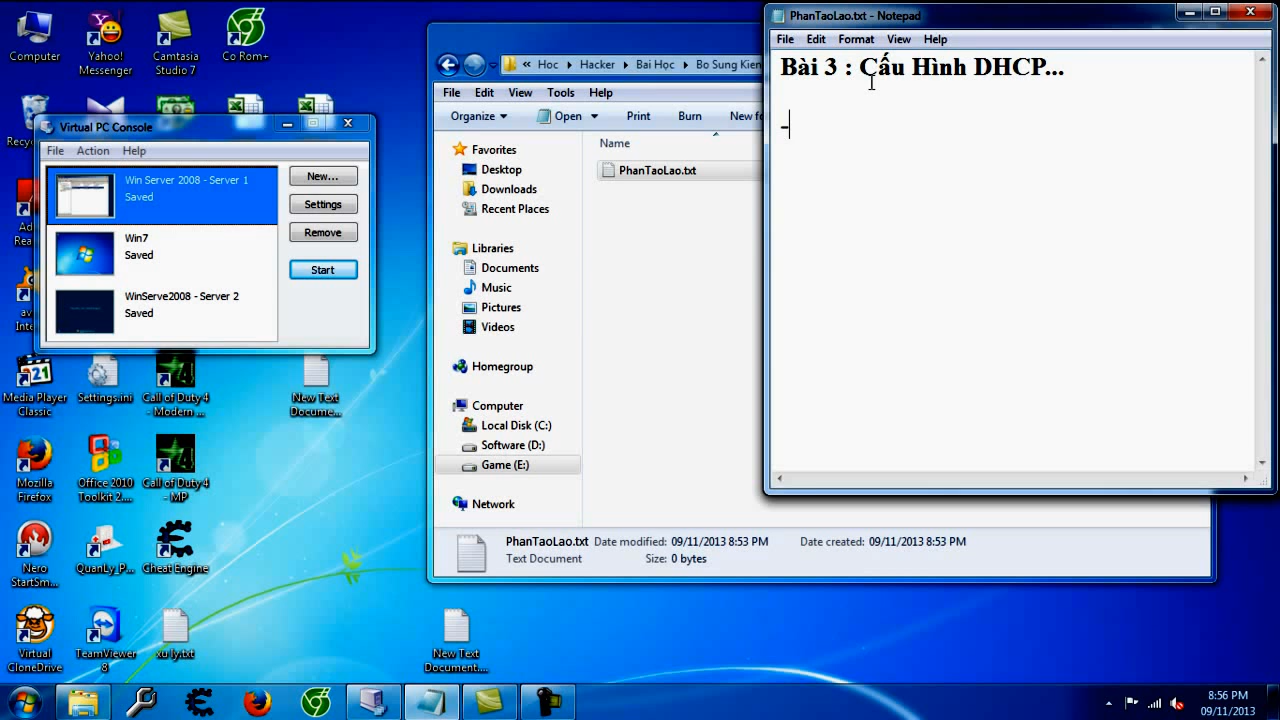 Computer
Yahoo!
Messenger
Camtasia
Studio 7
Co Rom+
PhanTaoLao.txt - Notepad
File Edit Format View Help
Bài 3 : Cấu Hình DHCP...
-
« Hoc Hacker Bai Học Bo Sung Kien
File Edit View Tools Help
Organize Open Print Burn
Name
PhanTaoLao.txt
Favorites
Desktop
Downloads
Recent Places
Libraries
Documents
Music
Pictures
Videos
Homegroup
Computer
Local Disk (C:)
Software (D:)
Game (E:)
Network
PhanTaoLao.txt Date modified: 09/11/2013 8:53 PM Date created: 09/11/2013 8:53 PM
Text Document Size: 0 bytes
Virtual PC Console
File Action Help
Win Server 2008 - Server 1
Saved
Win7
Saved
WinServe2008 - Server 2
Saved
New...
Settings
Remove
Start
Media Player
Classic
Settings.ini
Call of Duty 4
- Modern ...
New Text
Docume...
Mozilla
Firefox
Office 2010
Toolkit 2....
Call of Duty 4
- MP
Nero
StartSm...
QuanLy_P...
Cheat Engine
Virtual
CloneDrive
TeamViewer
8
xu ly.txt
New Text
Document....
8:56 PM
09/11/2013